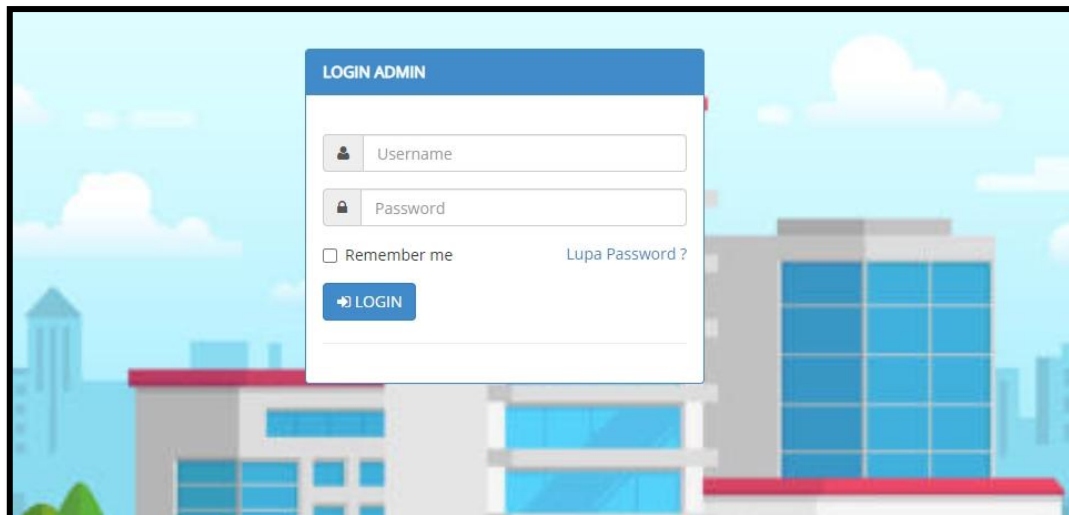 LOGIN ADMIN
Username
Password
Remember me
Lupa Password ?
LOGIN